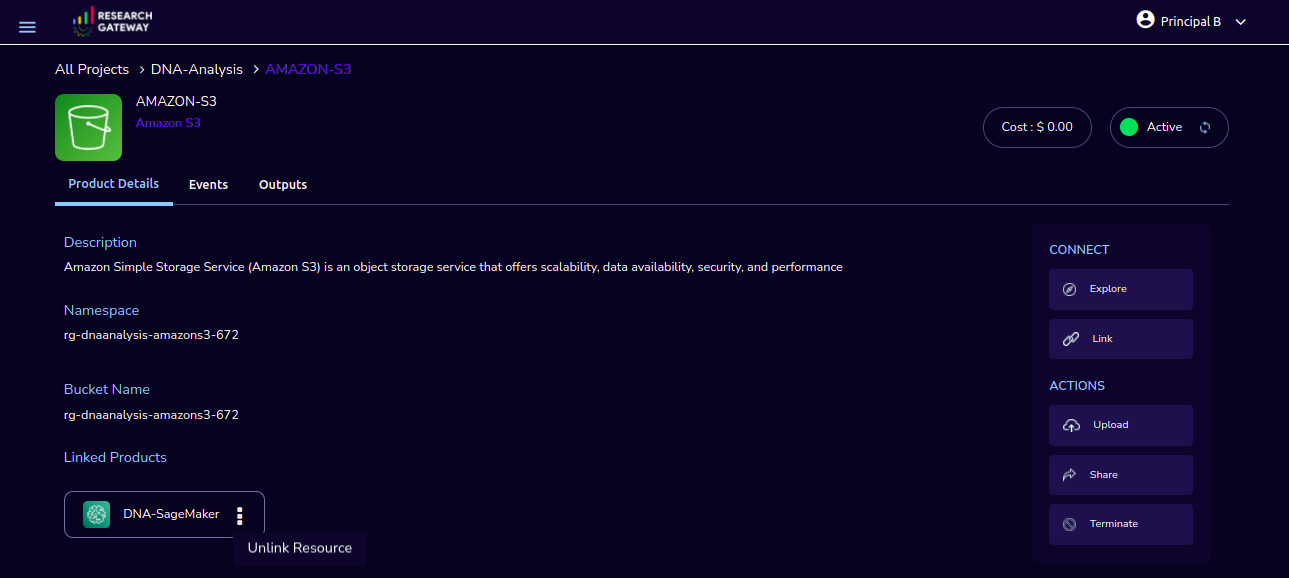 RESEARCH
GATEWAY
Principal B
All Projects > DNA-Analysis > AMAZON-S3
AMAZON-S3
Amazon S3
Cost : $ 0.00
Active
Product Details
Events
Outputs
Description
Amazon Simple Storage Service (Amazon S3) is an object storage service that offers scalability, data availability, security, and performance
Namespace
rg-dnaanalysis-amazons3-672
Bucket Name
rg-dnaanalysis-amazons3-672
Linked Products
DNA-SageMaker
Unlink Resource
CONNECT
Explore
Link
ACTIONS
Upload
Share
Terminate